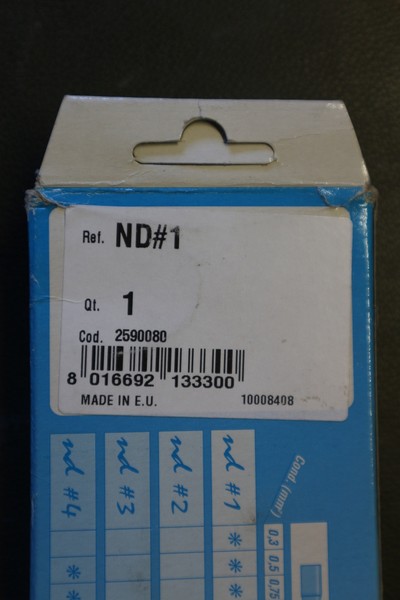 Ref. ND#1
Qt. 1
Cod. 2590080
8 016692 133300
MADE IN E.U. 10008408
nd #4
nd #3
nd #2
nd #1
Cond. (mm²)
0,3
0,5
0,75
*
*
*
*